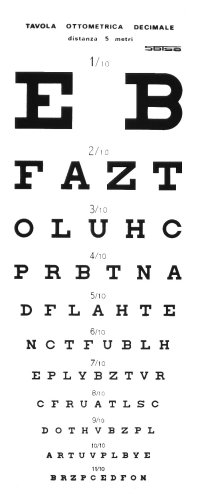 TAVOLA OTTOMETRICA DECIMALE
distanza 5 metri
1/10
E B
2/10
F A Z T
3/10
O L U H C
4/10
P R B T N A
5/10
D F L A H T E
6/10
N C T F U B L H
7/10
E P L Y B Z T V R
8/10
C F R U A T L S C
9/10
D O T H V B Z P L
10/10
A R T U V P L B Y E
11/10
B R Z P C E D F O N